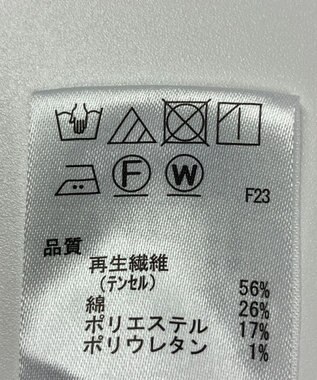 F W F23
品質
再生繊維
(テンセル) 56%
綿 26%
ポリエステル 17%
ポリウレタン 1%